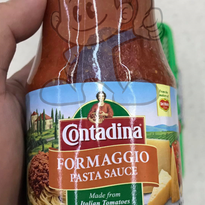 Contadina
FORMAGGIO
PASTA SAUCE
Made from
Italian Tomatoes